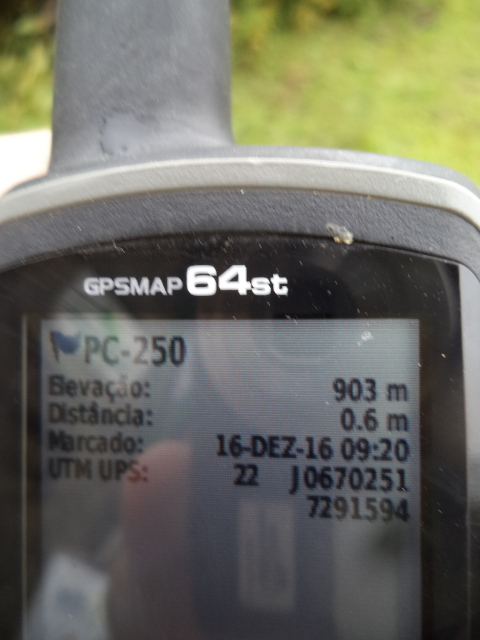 GPSMAP 64st
PC-250
Elevação: 903 m
Distância: 0.6 m
Marcado: 16-DEZ-16 09:20
UTM UPS: 22 J0670251
7291594